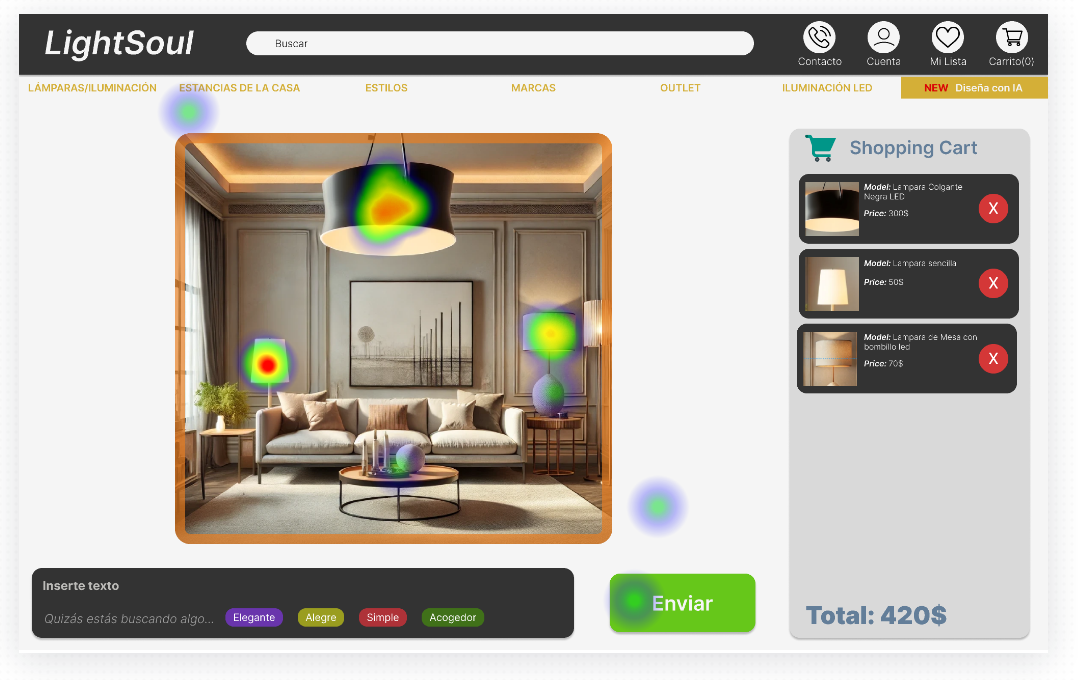 LightSoul
Buscar
Contacto
Cuenta
Mi Lista
Carrito(0)
LÁMPARAS/ILUMINACIÓN
ESTANCIAS DE LA CASA
ESTILOS
MARCAS
OUTLET
ILUMINACIÓN LED
NEW Diseña con IA
Shopping Cart
Model: Lampara Colgante
Negra LED
Price: 300$
X
Model: Lampara sencilla
Price: 50$
X
Model: Lampara de Mesa con
bombillo led
Price: 70$
X
Total: 420$
Inserte texto
Quizás estás buscando algo...
Elegante
Alegre
Simple
Acogedor
Enviar